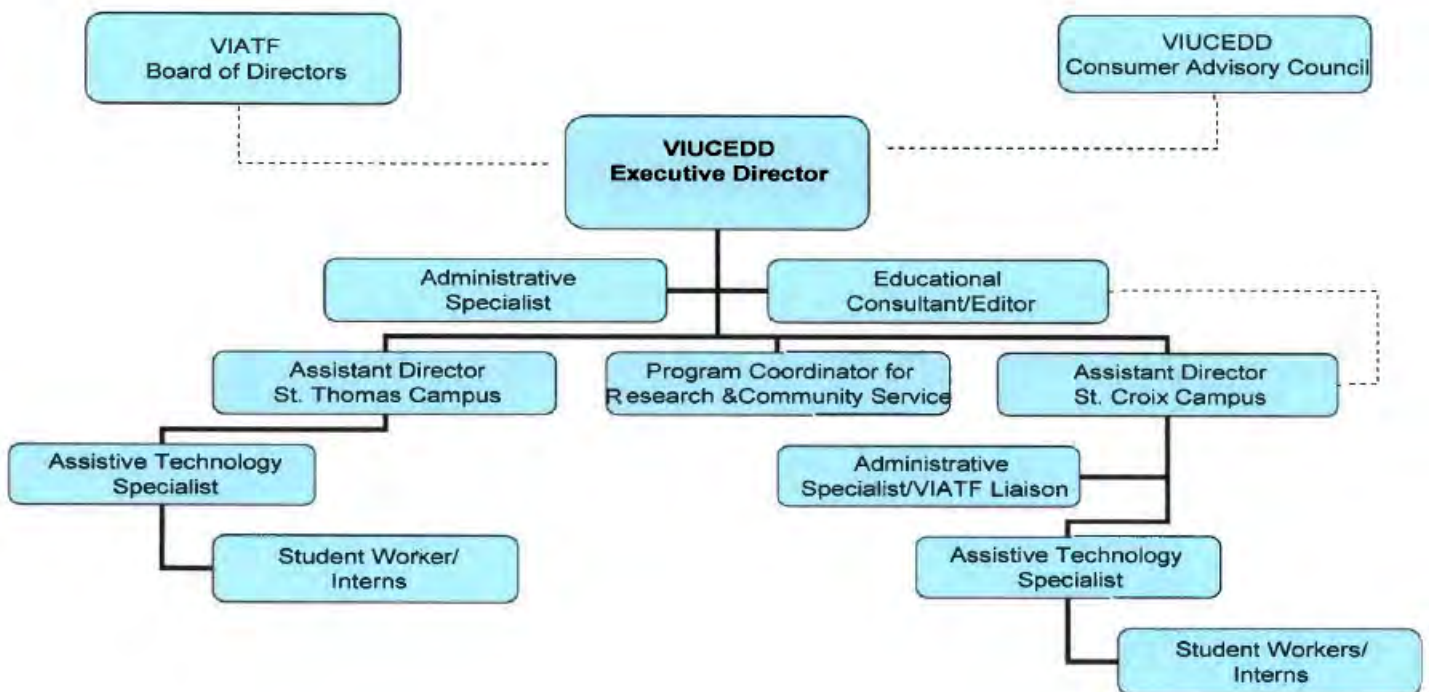 VIATF
Board of Directors
VIUCEDD
Consumer Advisory Council
VIUCEDD
Executive Director
Administrative
Specialist
Educational
Consultant/Editor
Assistant Director
St. Thomas Campus
Program Coordinator for
Research &Community Service
Assistant Director
St. Croix Campus
Assistive Technology
Specialist
Administrative
Specialist/VIATF Liaison
Student Worker/
Interns
Assistive Technology
Specialist
Student Workers/
Interns